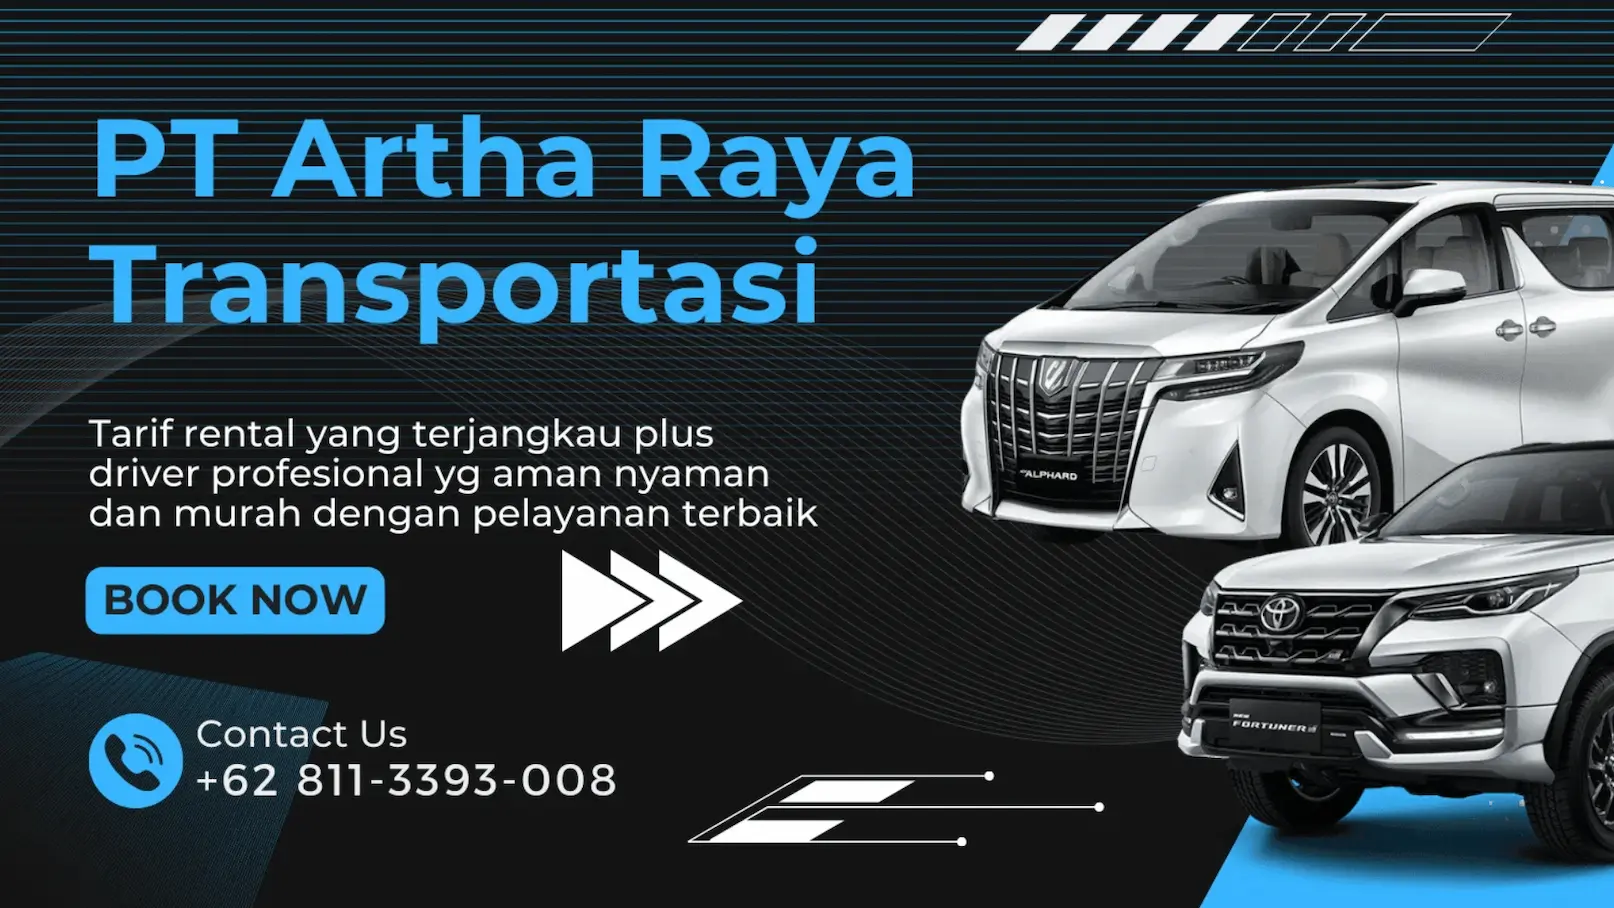 PT Artha Raya
Transportasi
Tarif rental yang terjangkau plus
driver profesional yg aman nyaman
dan murah dengan pelayanan terbaik
BOOK NOW
Contact Us
+62 811-3393-008
ALPHARD
NEW
FORTUNER